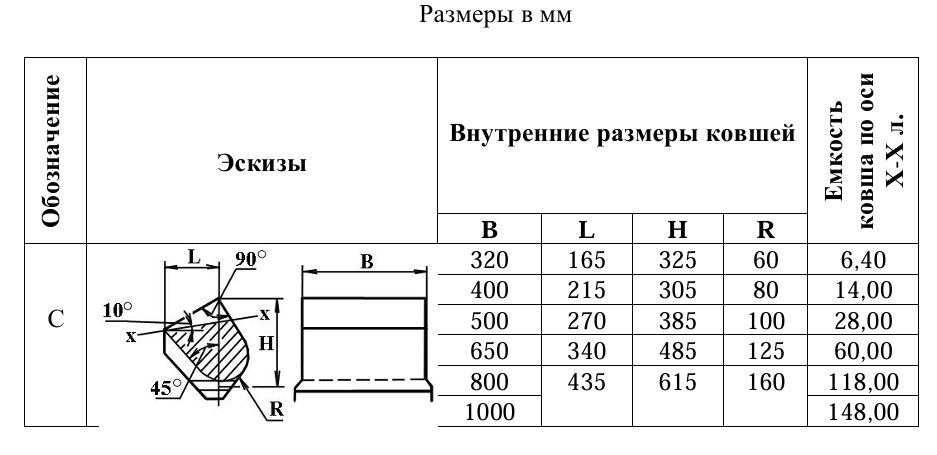 Размеры в мм
Обозначение
Эскизы
Внутренние размеры ковшей
Емкость
ковша по оси
Х-Х л.
B L H R
С
L 90° B
10° x
x H
45°
R
320 165 325 60 6,40
400 215 305 80 14,00
500 270 385 100 28,00
650 340 485 125 60,00
800 435 615 160 118,00
1000 148,00